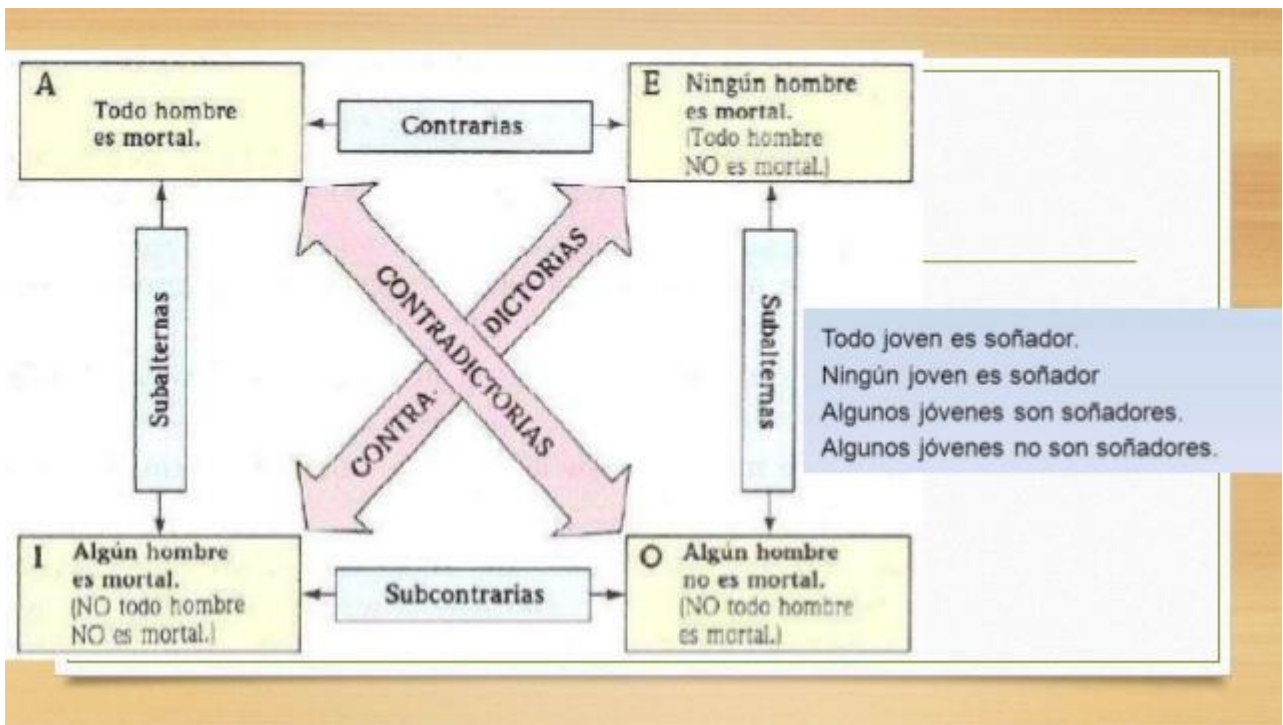 A
Todo hombre
es mortal.
Contrarias
E Ningún hombre
es mortal.
(Todo hombre
NO es mortal.)
Subalternas
CONTRADICTORIAS
CONTRA-
DICTORIAS
Subalternas
Todo joven es soñador.
Ningún joven es soñador
Algunos jóvenes son soñadores.
Algunos jóvenes no son soñadores.
I Algún hombre
es mortal.
(NO todo hombre
NO es mortal.)
Subcontrarias
O Algún hombre
no es mortal.
(NO todo hombre
es mortal.)